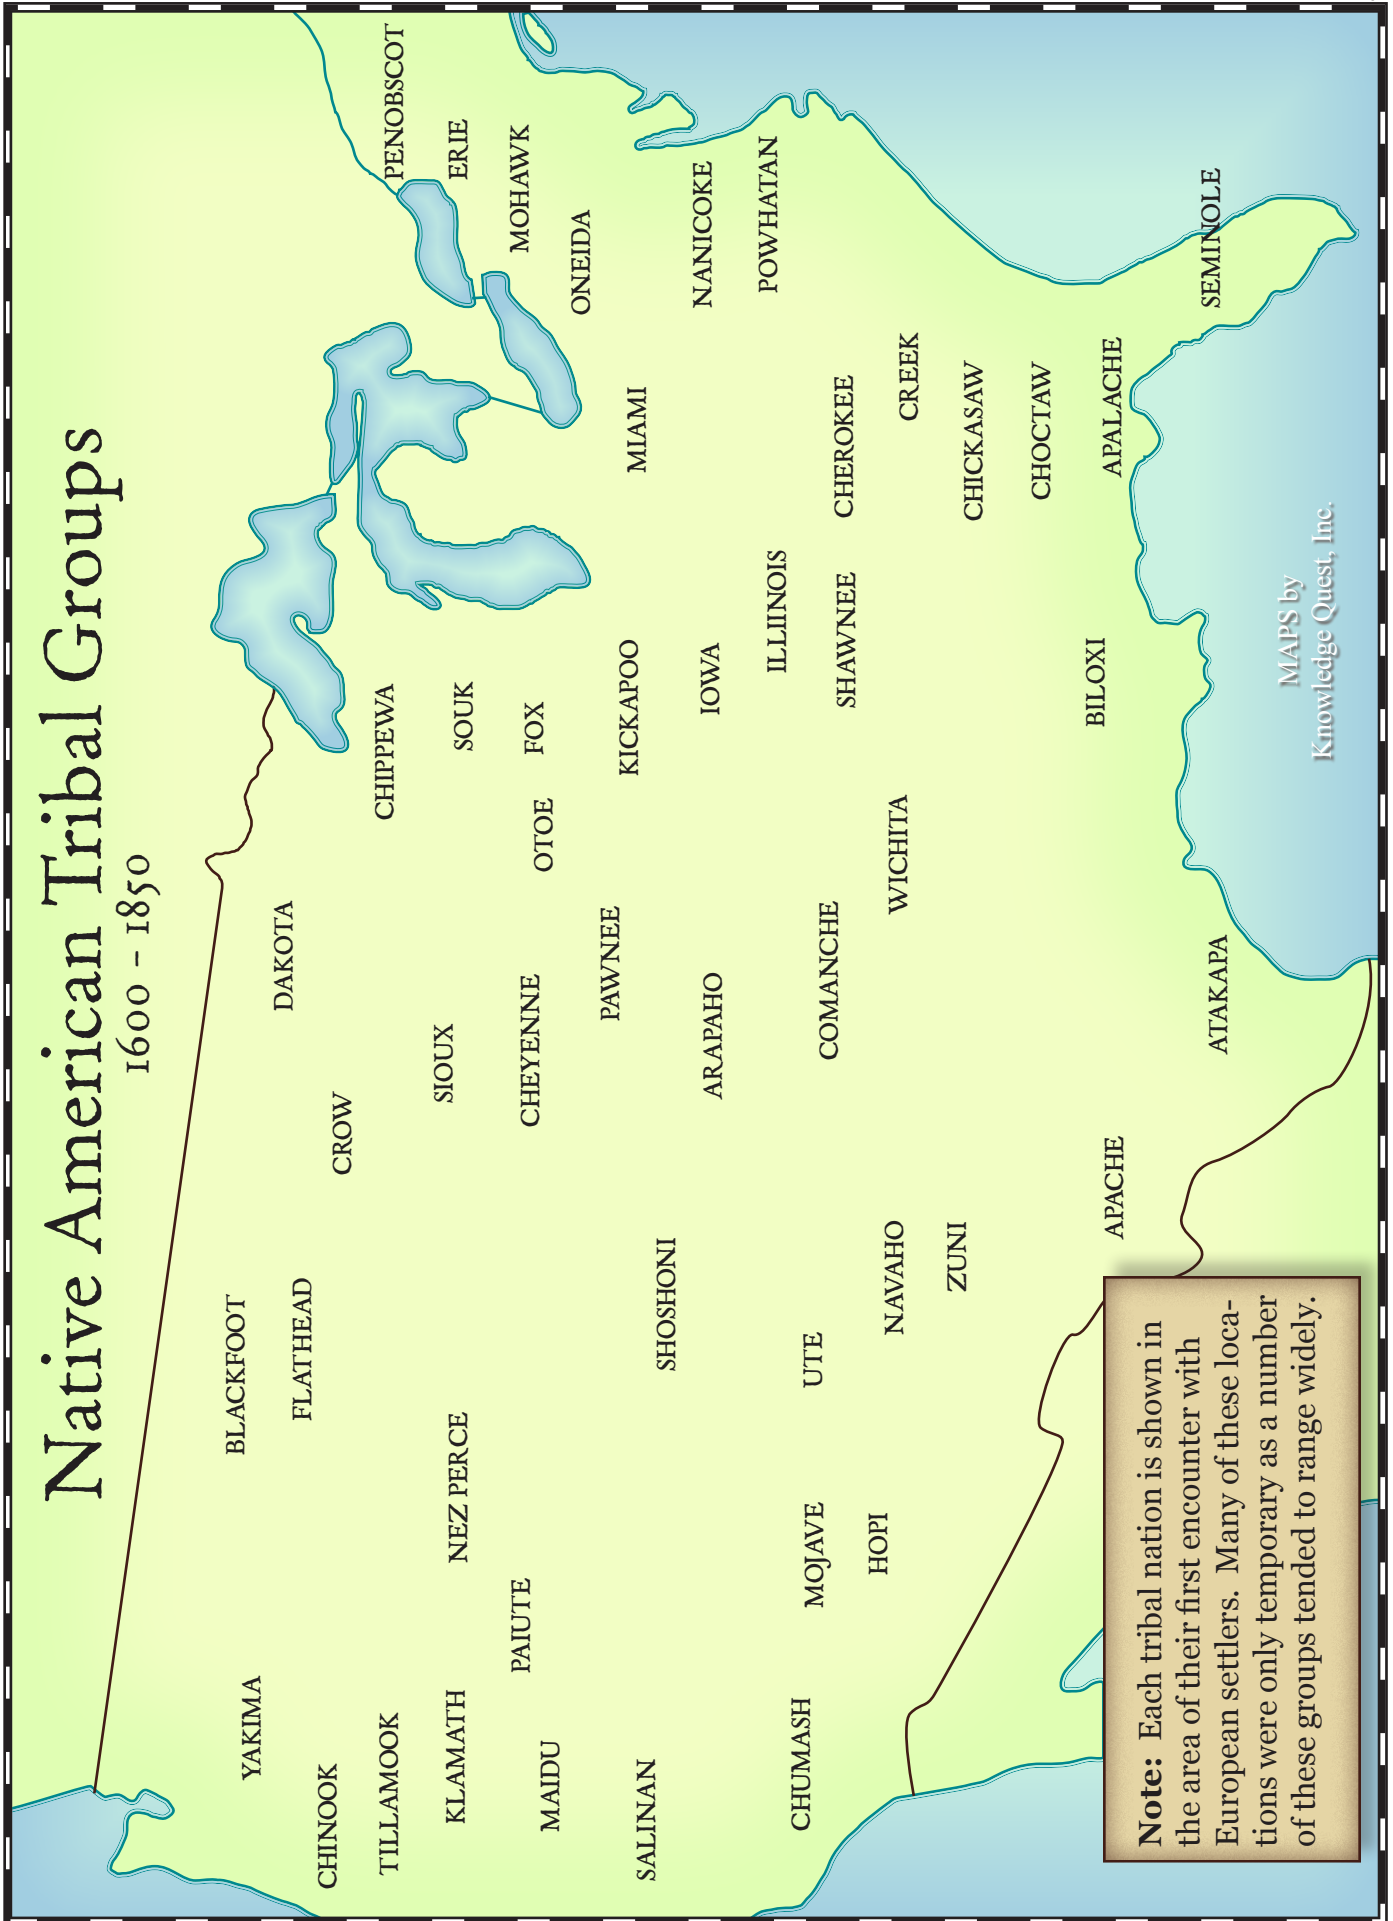 Native American Tribal Groups
1600 – 1850
BLACKFOOT
YAKIMA
DAKOTA
FLATHEAD
CHINOOK
CROW
TILLAMOOK
CHIPPEWA
PENOBSCOT
KLAMATH
NEZ PERCE
SIOUX
SOUK
ERIE
PAIUTE
MAIDU
CHEYENNE
OTOE
FOX
MOHAWK
ONEIDA
PAWNEE
KICKAPOO
MIAMI
SALINAN
SHOSHONI
ARAPAHO
IOWA
NANICOKE
ILLIINOIS
POWHATAN
CHUMASH
MOJAVE
UTE
COMANCHE
SHAWNEE
CHEROKEE
HOPI
NAVAHO
WICHITA
CREEK
ZUNI
CHICKASAW
CHOCTAW
APACHE
BILOXI
APALACHE
ATAKAPA
SEMINOLE
Note: Each tribal nation is shown in
the area of their first encounter with
European settlers. Many of these loca-
tions were only temporary as a number
of these groups tended to range widely.
MAPS by
Knowledge Quest, Inc.